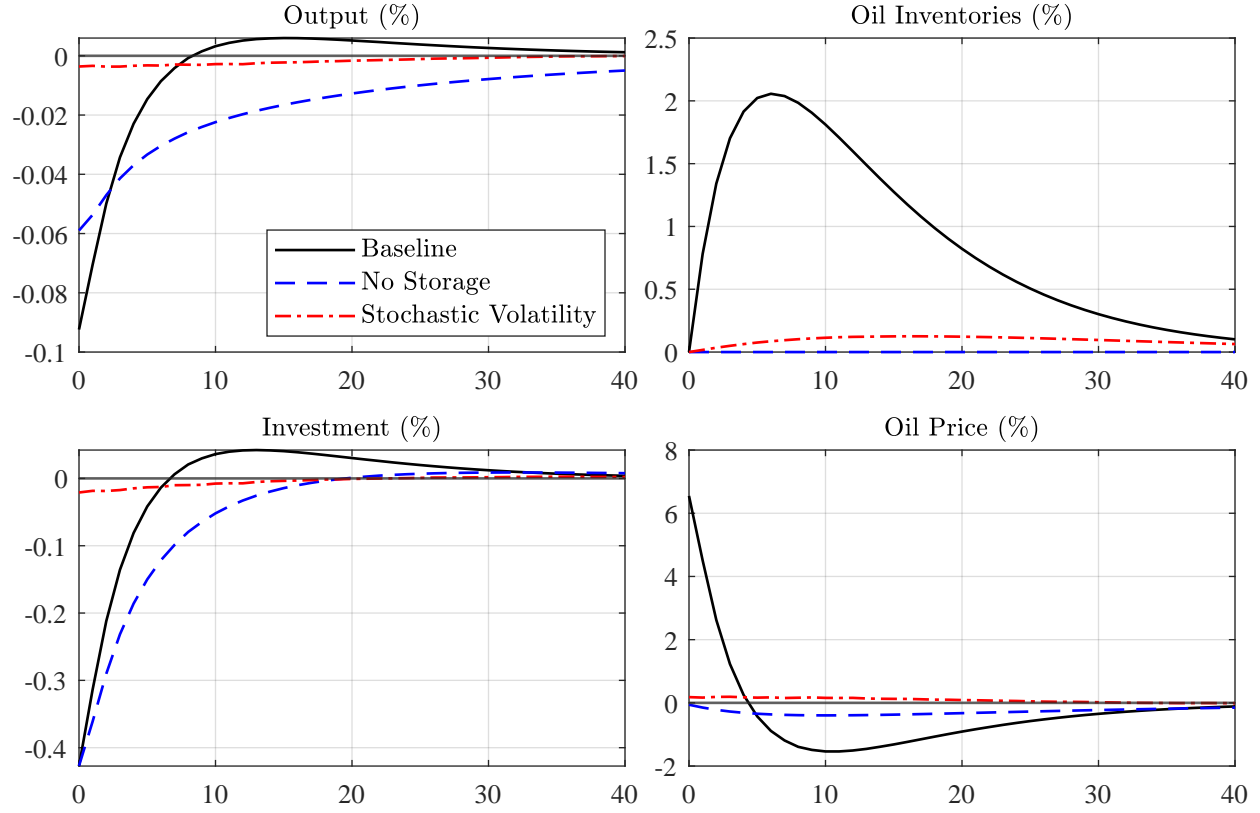 Output (%)
0
-0.02
-0.04
-0.06
-0.08
-0.1
0 10 20 30 40
Baseline
No Storage
Stochastic Volatility
Oil Inventories (%)
2.5
2
1.5
1
0.5
0
0 10 20 30 40
Investment (%)
0
-0.1
-0.2
-0.3
-0.4
0 10 20 30 40
Oil Price (%)
8
6
4
2
0
-2
0 10 20 30 40